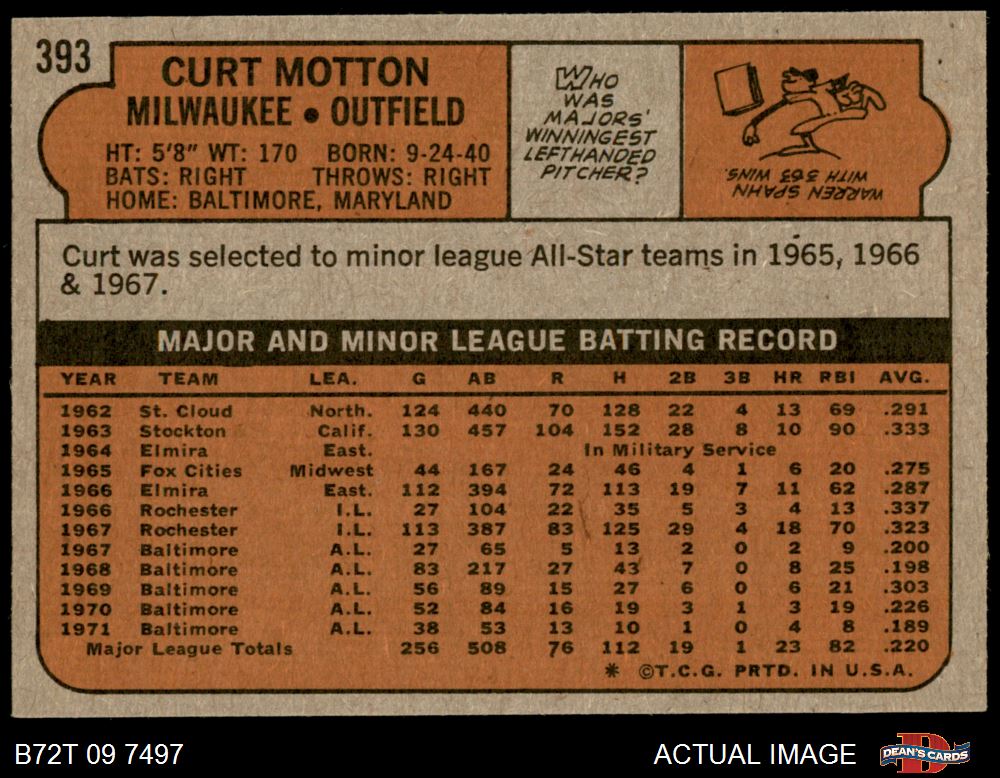 393
CURT MOTTON
MILWAUKEE • OUTFIELD
HT: 5'8" WT: 170 BORN: 9-24-40
BATS: RIGHT THROWS: RIGHT
HOME: BALTIMORE, MARYLAND
WHO
WAS
MAJORS'
WINNINGEST
LEFTHANDED
PITCHER?
WARREN SPAHN
WITH 363 WINS.
Curt was selected to minor league All-Star teams in 1965, 1966
& 1967.
MAJOR AND MINOR LEAGUE BATTING RECORD
YEAR TEAM LEA. G AB R H 2B 3B HR RBI AVG.
1962 St. Cloud North. 124 440 70 128 22 4 13 69 .291
1963 Stockton Calif. 130 457 104 152 28 8 10 90 .333
1964 Elmira East. In Military Service
1965 Fox Cities Midwest 44 167 24 46 4 1 6 20 .275
1966 Elmira East. 112 394 72 113 19 7 11 62 .287
1966 Rochester I.L. 27 104 22 35 5 3 4 13 .337
1967 Rochester I.L. 113 387 83 125 29 4 18 70 .323
1967 Baltimore A.L. 27 65 5 13 2 0 2 9 .200
1968 Baltimore A.L. 83 217 27 43 7 0 8 25 .198
1969 Baltimore A.L. 56 89 15 27 6 0 6 21 .303
1970 Baltimore A.L. 52 84 16 19 3 1 3 19 .226
1971 Baltimore A.L. 38 53 13 10 1 0 4 8 .189
Major League Totals 256 508 76 112 19 1 23 82 .220
* ©T.C.G. PRTD. IN U.S.A.
B72T 09 7497 ACTUAL IMAGE DEAN'S CARDS